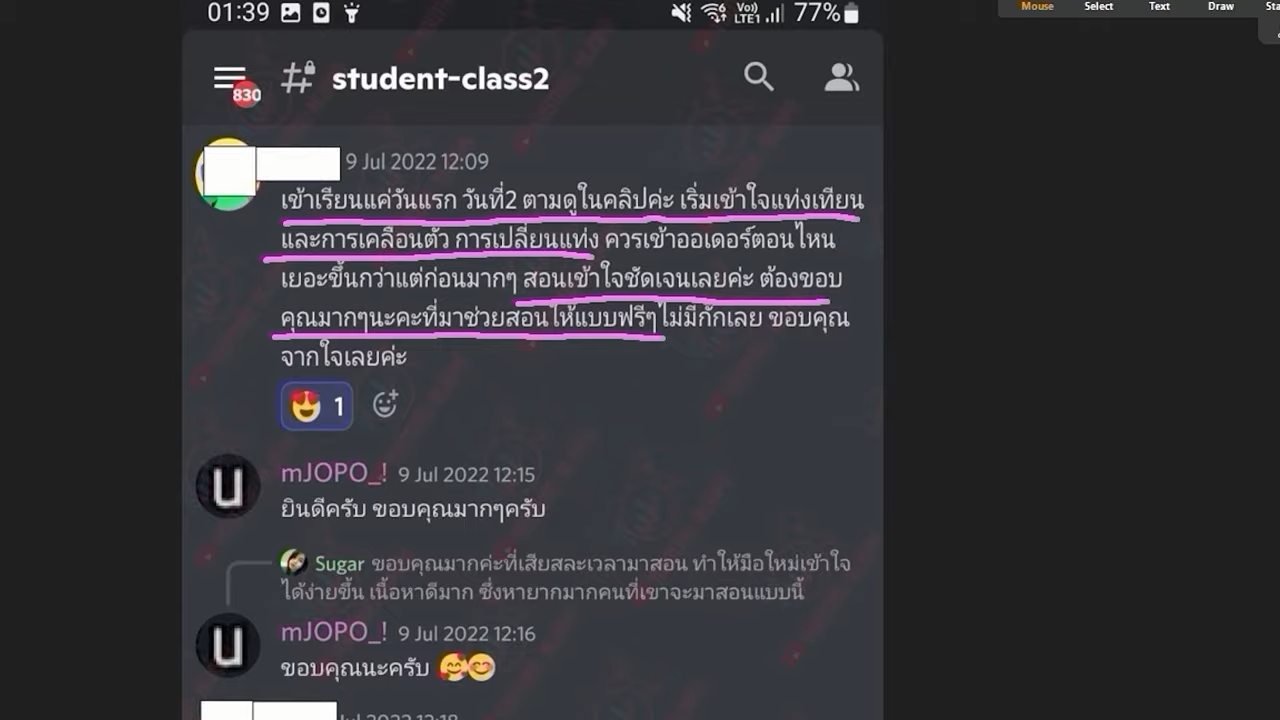 Mouse Select Text Draw
01:39 Vo) LTE1 77%
830 # student-class2
9 Jul 2022 12:09
เข้าเรียนแค่วันแรก วันที่2 ตามดูในคลิปค่ะ เริ่มเข้าใจแท่งเทียน
และการเคลื่อนตัว การเปลี่ยนแท่ง ควรเข้าออเดอร์ตอนไหน
เยอะขึ้นกว่าแต่ก่อนมากๆ สอนเข้าใจชัดเจนเลยค่ะ ต้องขอบ
คุณมากๆนะคะที่มาช่วยสอนให้แบบฟรีๆไม่มีกั๊กเลย ขอบคุณ
จากใจเลยค่ะ
1
mJOPO_! 9 Jul 2022 12:15
ยินดีครับ ขอบคุณมากๆครับ
Sugar ขอบคุณมากค่ะที่เสียสละเวลามาสอน ทำให้มือใหม่เข้าใจ
ได้ง่ายขึ้น เนื้อหาดีมาก ซึ่งหายากมากคนที่เขาจะมาสอนแบบนี้
mJOPO_! 9 Jul 2022 12:16
ขอบคุณนะครับ